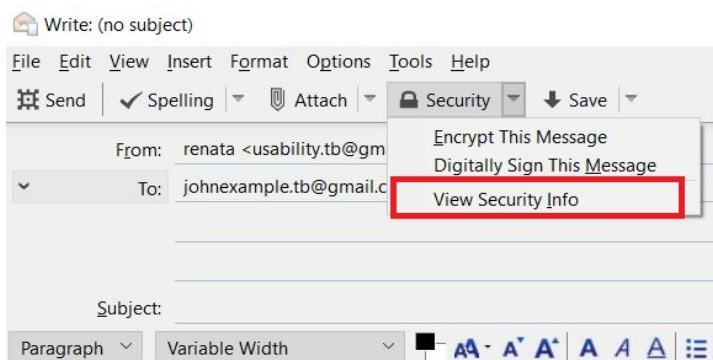 Write: (no subject)
File Edit View Insert Format Options Tools Help
Send Spelling Attach Security Save
Encrypt This Message
From: renata <usability.tb@gm
Digitally Sign This Message
To: johnexample.tb@gmail.c
View Security Info
Subject:
Paragraph Variable Width